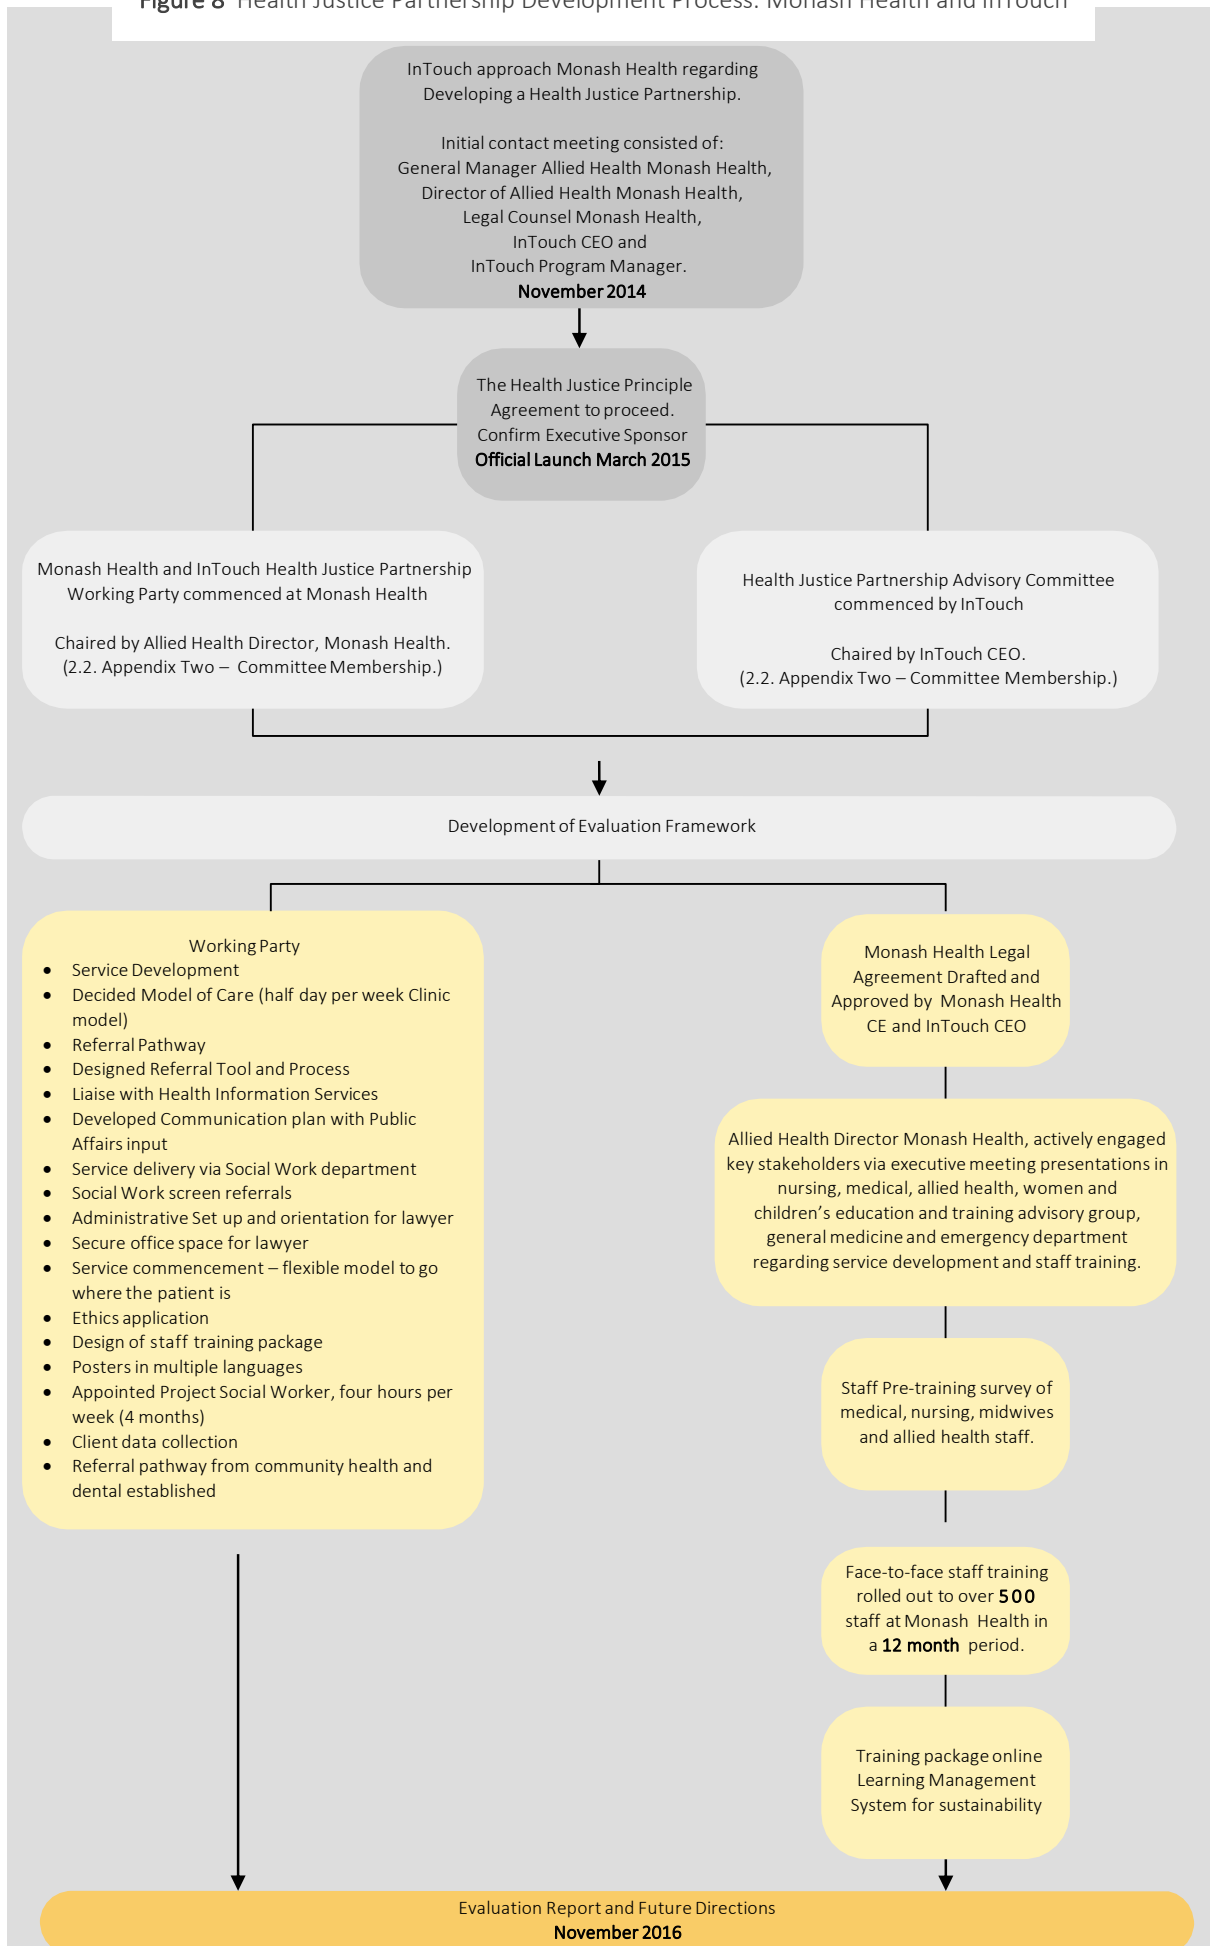 Figure 8 Health Justice Partnership Development Process: Monash Health and InTouch
InTouch approach Monash Health regarding
Developing a Health Justice Partnership.
Initial contact meeting consisted of:
General Manager Allied Health Monash Health,
Director of Allied Health Monash Health,
Legal Counsel Monash Health,
InTouch CEO and
InTouch Program Manager.
November 2014
The Health Justice Principle
Agreement to proceed.
Confirm Executive Sponsor
Official Launch March 2015
Monash Health and InTouch Health Justice Partnership
Working Party commenced at Monash Health
Chaired by Allied Health Director, Monash Health.
(2.2. Appendix Two – Committee Membership.)
Health Justice Partnership Advisory Committee
commenced by InTouch
Chaired by InTouch CEO.
(2.2. Appendix Two – Committee Membership.)
Development of Evaluation Framework
Working Party
• Service Development
• Decided Model of Care (half day per week Clinic
model)
• Referral Pathway
• Designed Referral Tool and Process
• Liaise with Health Information Services
• Developed Communication plan with Public
Affairs input
• Service delivery via Social Work department
• Social Work screen referrals
• Administrative Set up and orientation for lawyer
• Secure office space for lawyer
• Service commencement – flexible model to go
where the patient is
• Ethics application
• Design of staff training package
• Posters in multiple languages
• Appointed Project Social Worker, four hours per
week (4 months)
• Client data collection
• Referral pathway from community health and
dental established
Monash Health Legal
Agreement Drafted and
Approved by Monash Health
CE and InTouch CEO
Allied Health Director Monash Health, actively engaged
key stakeholders via executive meeting presentations in
nursing, medical, allied health, women and
children's education and training advisory group,
general medicine and emergency department
regarding service development and staff training.
Staff Pre-training survey of
medical, nursing, midwives
and allied health staff.
Face-to-face staff training
rolled out to over 500
staff at Monash Health in
a 12 month period.
Training package online
Learning Management
System for sustainability
Evaluation Report and Future Directions
November 2016